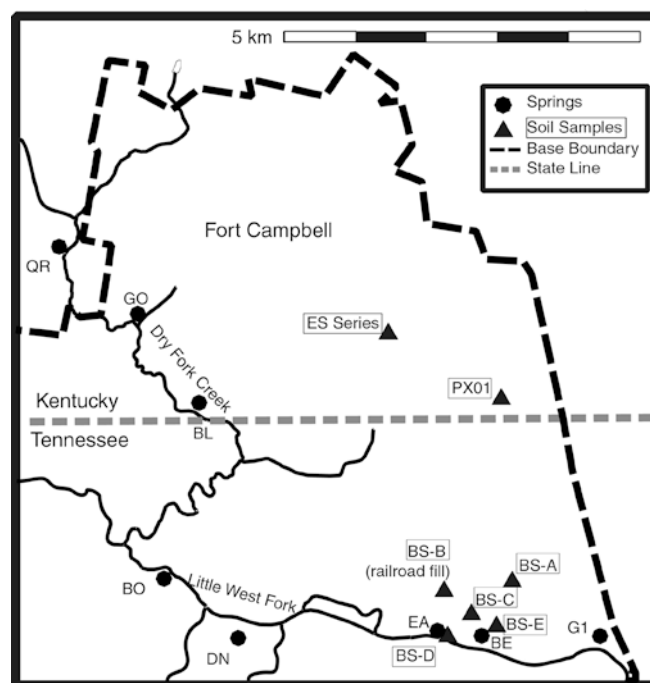 5 km
Springs
Soil Samples
Base Boundary
State Line
Fort Campbell
QR
GO
ES Series
Dry Fork Creek
PX01
Kentucky
BL
Tennessee
BS-B
(railroad fill)
BS-A
BO
Little West Fork
BS-C
EA
BS-E
G1
DN
BE
BS-D